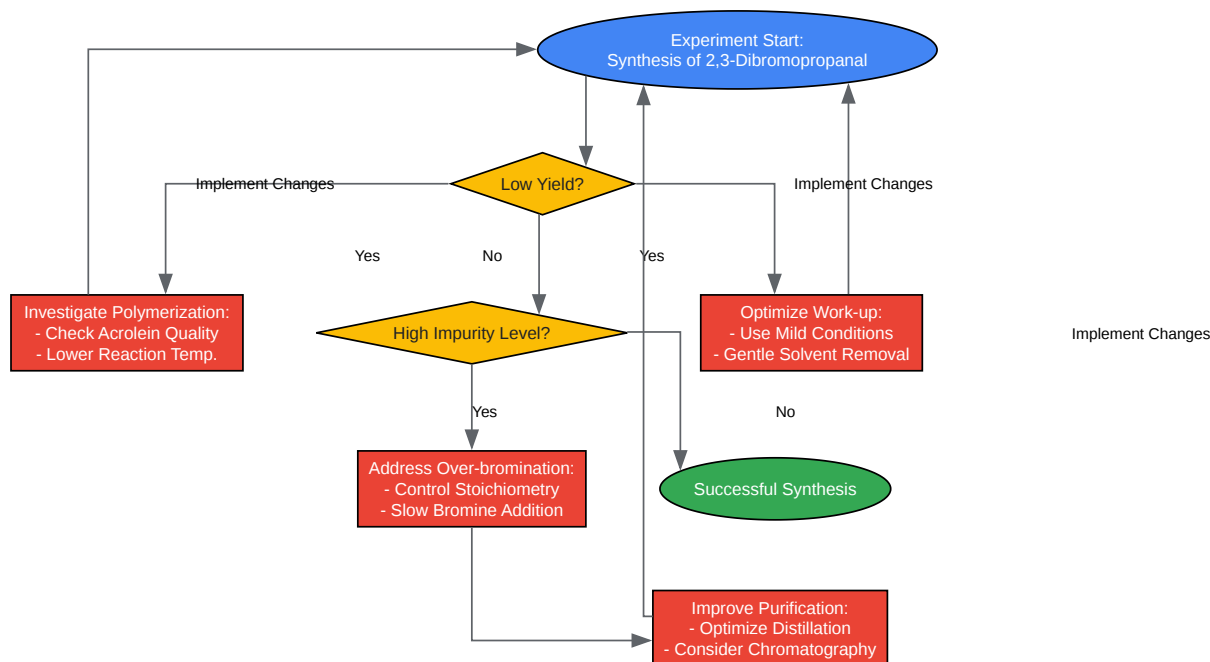 Experiment Start:
Synthesis of 2,3-Dibromopropanal
Implement Changes
Low Yield?
Implement Changes
Yes
No
Yes
Investigate Polymerization:
- Check Acrolein Quality
- Lower Reaction Temp.
High Impurity Level?
Optimize Work-up:
- Use Mild Conditions
- Gentle Solvent Removal
Implement Changes
Yes
No
Address Over-bromination:
- Control Stoichiometry
- Slow Bromine Addition
Successful Synthesis
Improve Purification:
- Optimize Distillation
- Consider Chromatography